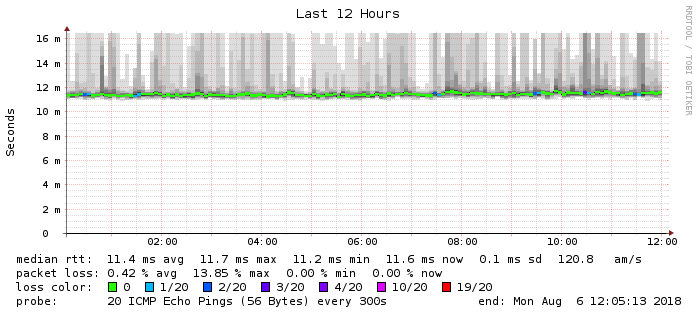 Last 12 Hours
RRDTOOL / TOBI OETIKER
Seconds
16 m
14 m
12 m
10 m
8 m
6 m
4 m
2 m
0
02:00 04:00 06:00 08:00 10:00 12:00
median rtt: 11.4 ms avg 11.7 ms max 11.2 ms min 11.6 ms now 0.1 ms sd 120.8 am/s
packet loss: 0.42 % avg 13.85 % max 0.00 % min 0.00 % now
loss color: 0 1/20 2/20 3/20 4/20 10/20 19/20
probe: 20 ICMP Echo Pings (56 Bytes) every 300s end: Mon Aug 6 12:05:13 2018